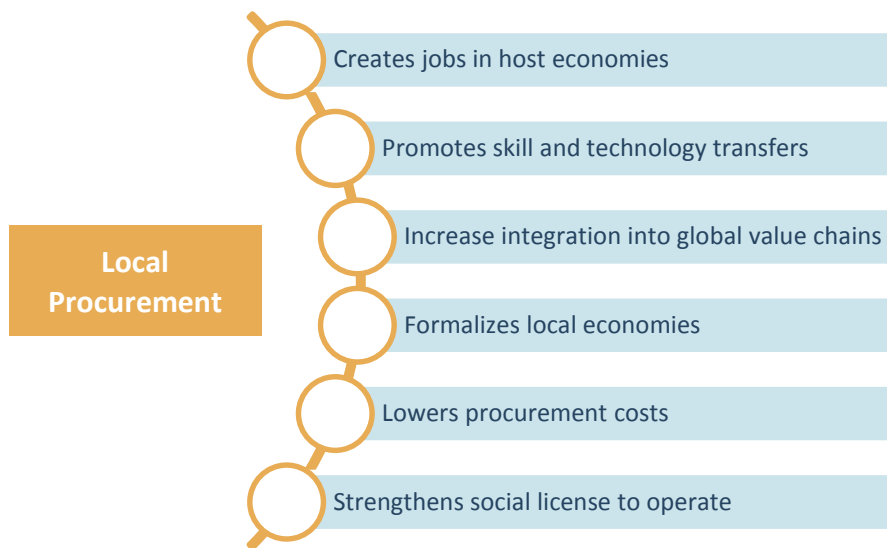 Creates jobs in host economies
Promotes skill and technology transfers
Increase integration into global value chains
Local
Procurement
Formalizes local economies
Lowers procurement costs
Strengthens social license to operate